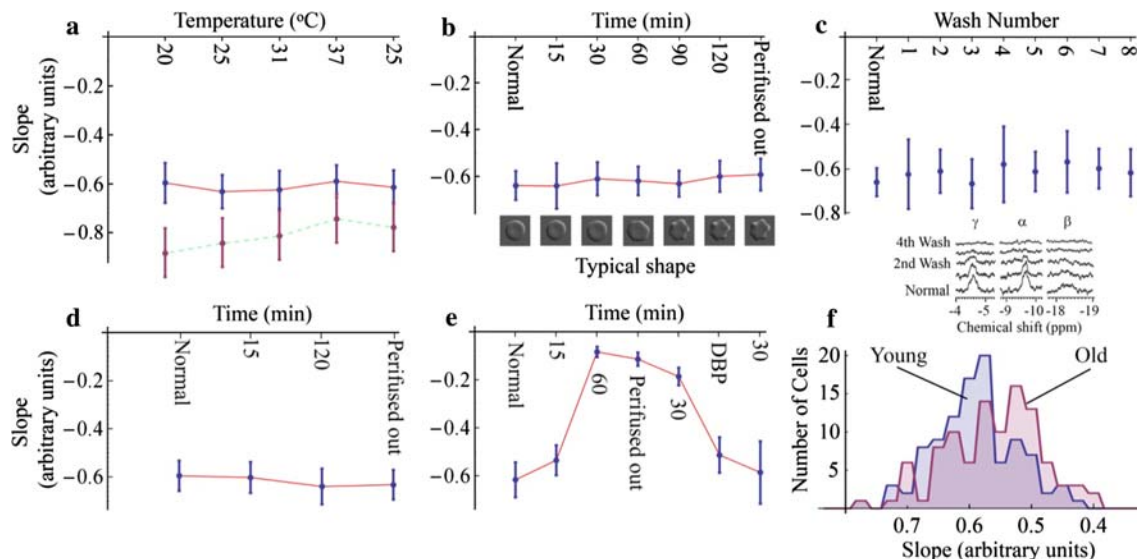 a
Temperature (ºC)
20 25 31 37 25
Slope
(arbitrary units)
−0.2
−0.4
−0.6
−0.8
b
Time (min)
Normal 15 30 60 90 120 Perifused out
−0.2
−0.4
−0.6
Typical shape
c
Wash Number
Normal 1 2 3 4 5 6 7 8
−0.2
−0.4
−0.6
−0.8
γ α β
4th Wash
2nd Wash
Normal
−4 −5 −9 −10 −18 −19
Chemical shift (ppm)
d
Time (min)
Normal 15 120 Perifused out
Slope
(arbitrary units)
−0.2
−0.4
−0.6
e
Time (min)
Normal 15 60 Perifused out 30 DBP 30
−0.2
−0.4
−0.6
f
Young Old
Number of Cells
20
15
10
5
0.7 0.6 0.5 0.4
Slope (arbitrary units)